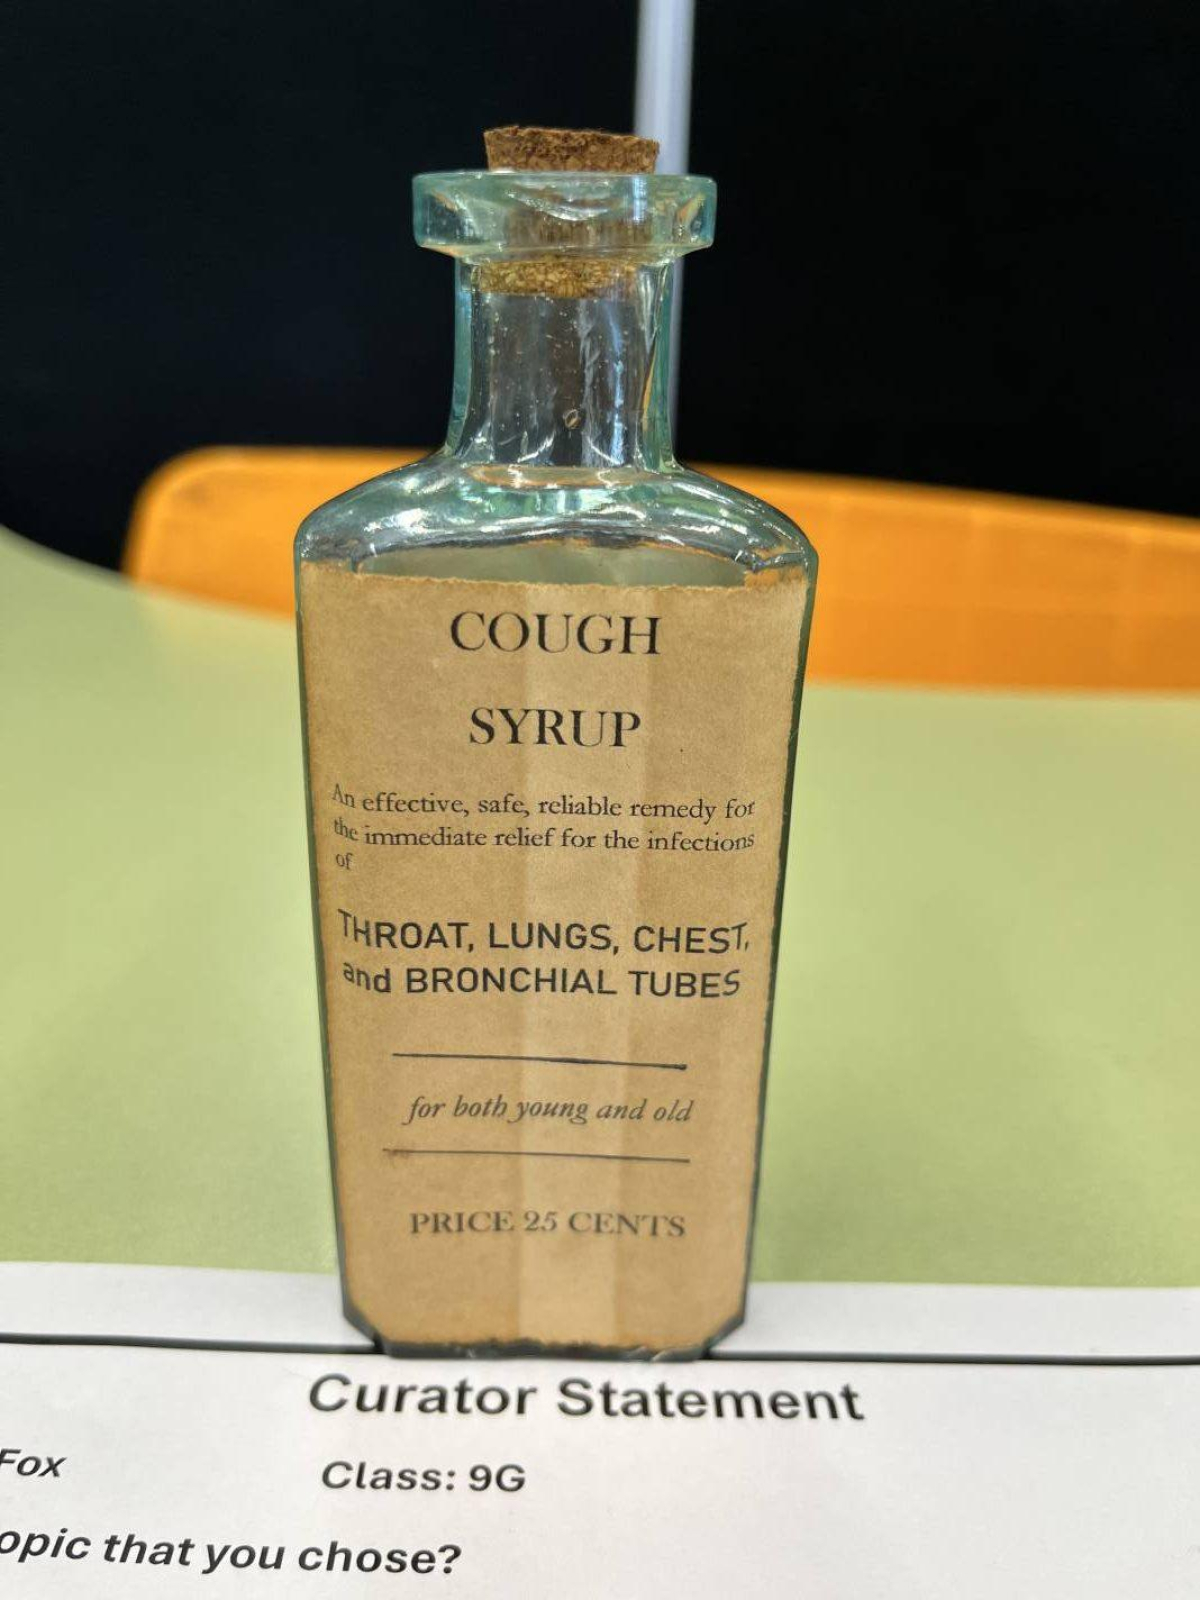 COUGH
SYRUP
An effective, safe, reliable remedy for
the immediate relief for the infections
of
THROAT, LUNGS, CHEST,
and BRONCHIAL TUBES
for both young and old
PRICE 25 CENTS
Curator Statement
Fox Class: 9G
that you chose?